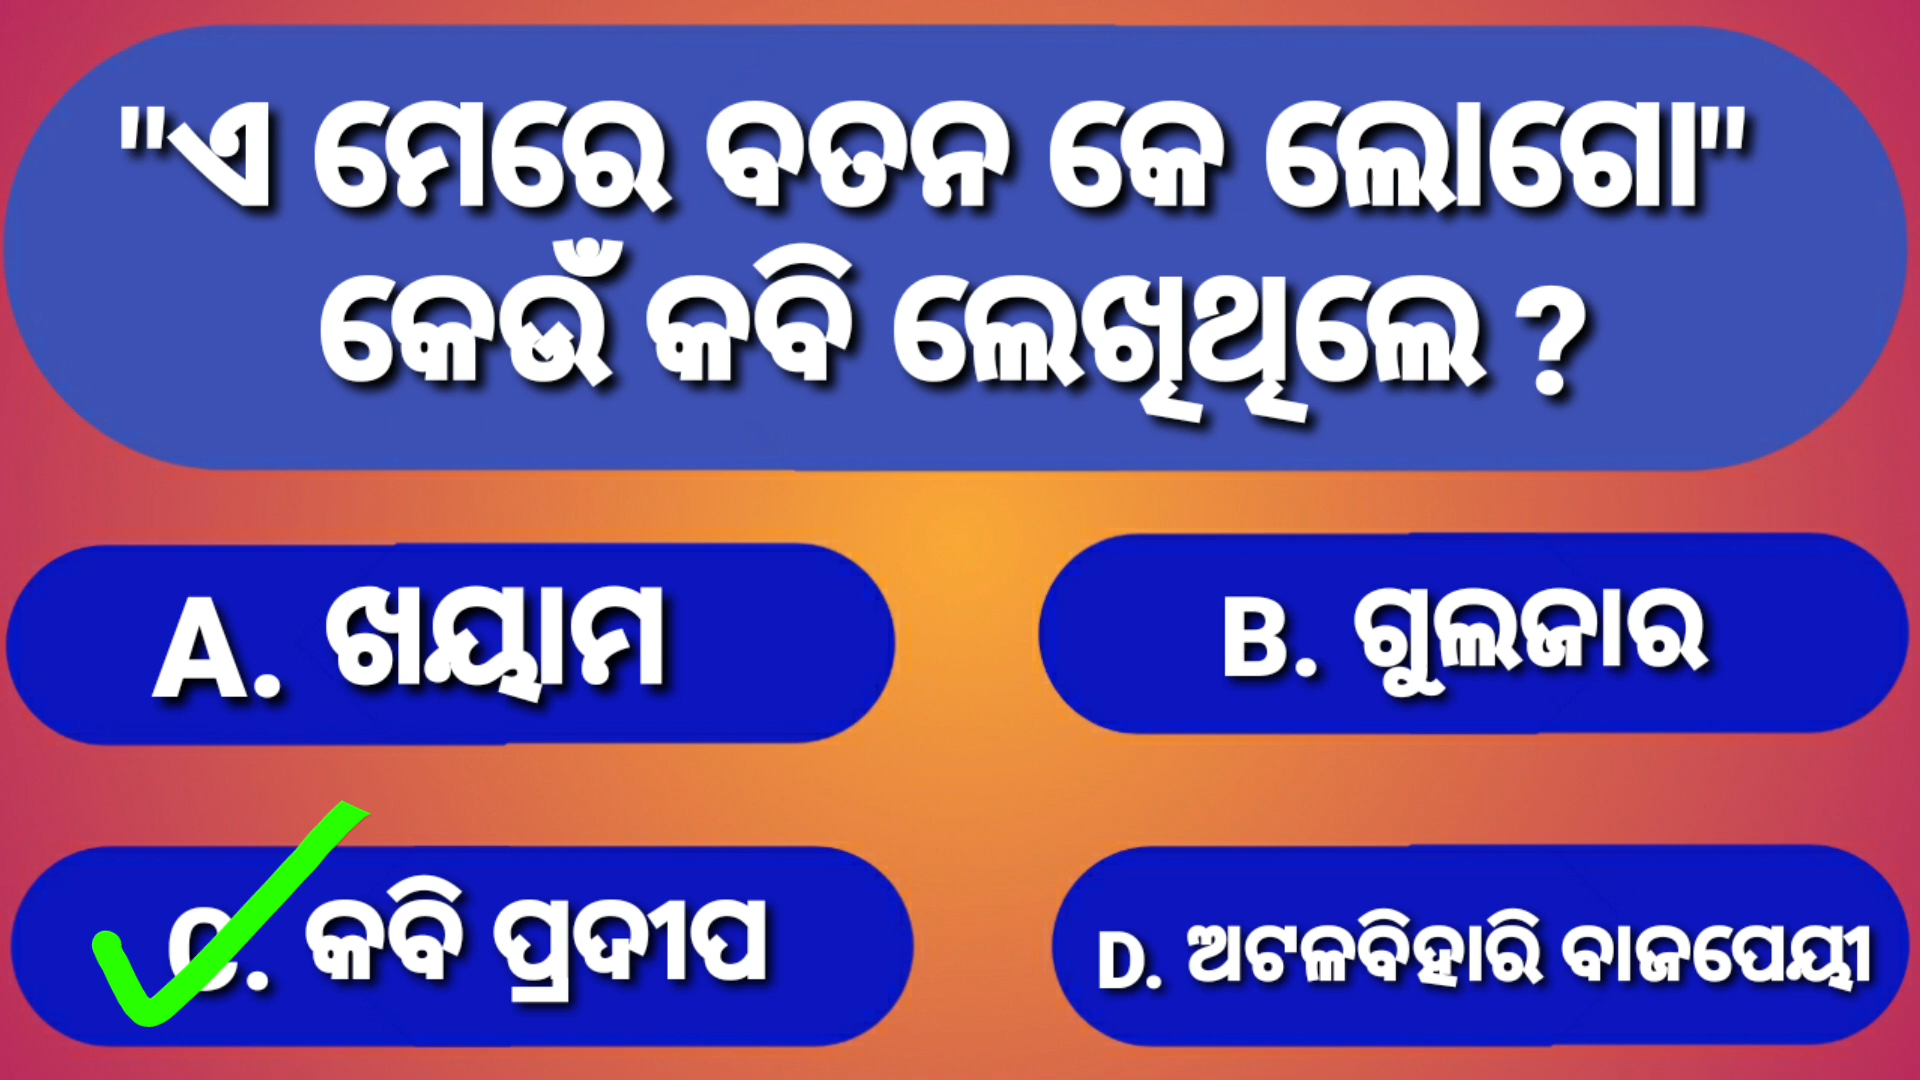 "ଏ ମେରେ ବତନ କେ ଲୋଗୋ"
କେଉଁ କବି ଲେଖିଥିଲେ ?
A. ଖୟାମ
B. ଗୁଲଜାର
C. କବି ପ୍ରଦୀପ
D. ଅଟଳବିହାରି ବାଜପେୟୀ